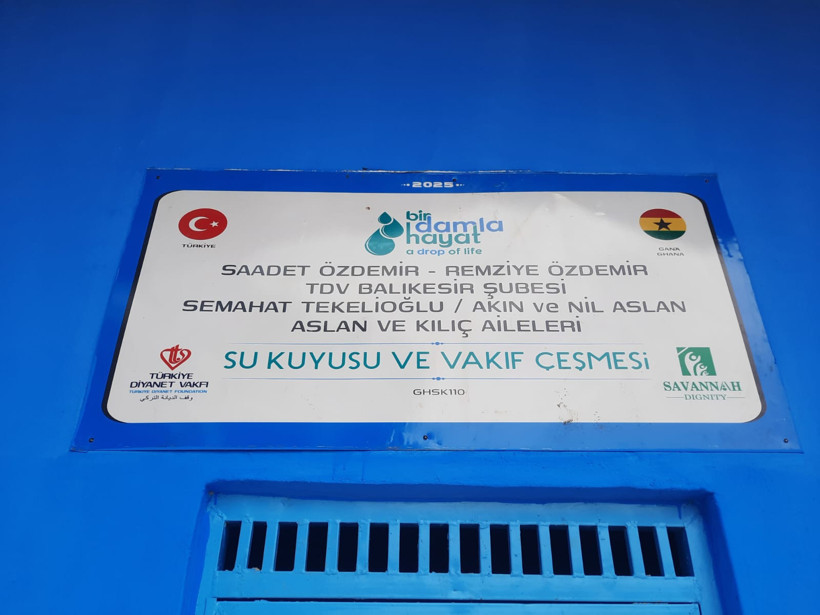 2025
TÜRKİYE
bir
damla
hayat
a drop of life
GANA
GHANA
SAADET ÖZDEMİR - REMZİYE ÖZDEMİR
TDV BALIKESİR ŞUBESİ
SEMAHAT TEKELİOĞLU / AKIN ve NİL ASLAN
ASLAN VE KILIÇ AİLELERİ
SU KUYUSU VE VAKIF ÇEŞMESİ
GHSK110
TÜRKİYE
DİYANET VAKFI
TURKIYE DIYANET FOUNDATION
وقف الديانة التركي
SAVANNAH
DIGNITY